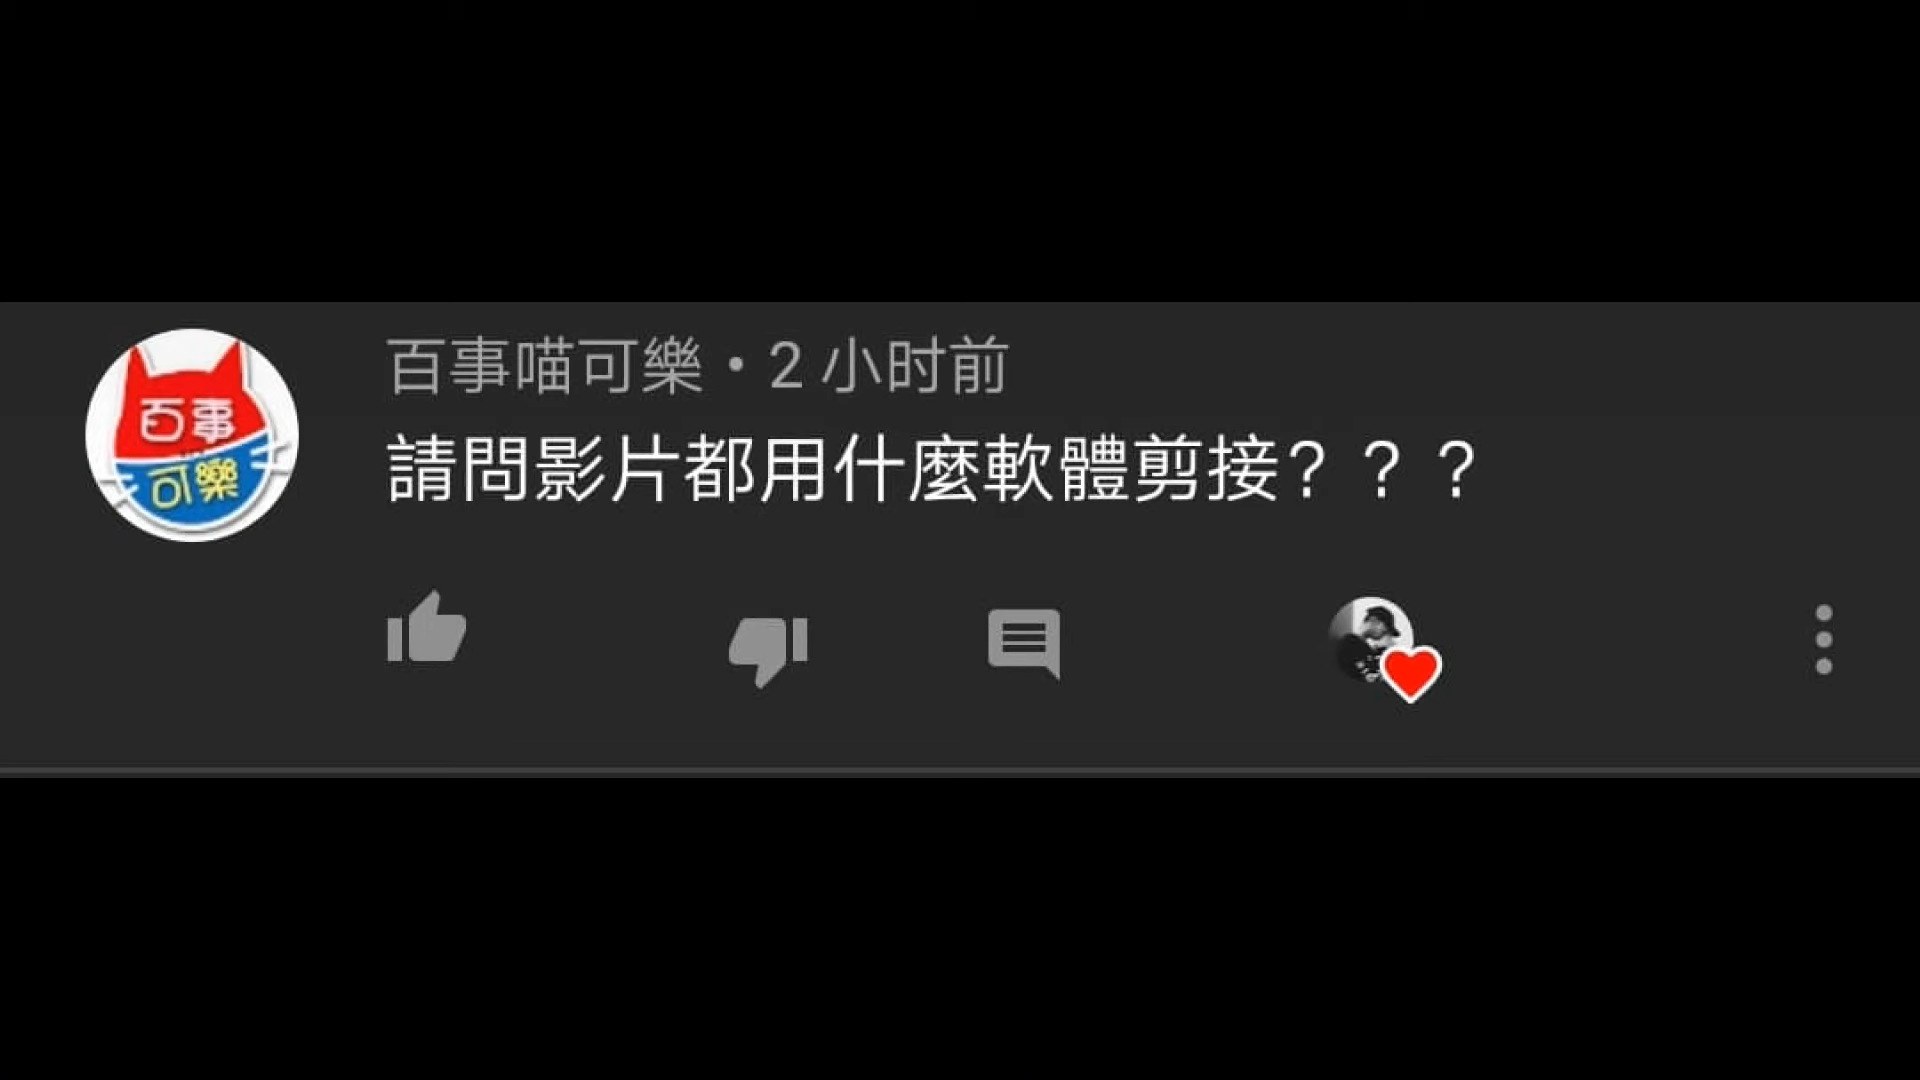 百事喵可樂・2 小时前
請問影片都用什麼軟體剪接？？？
百事
可樂